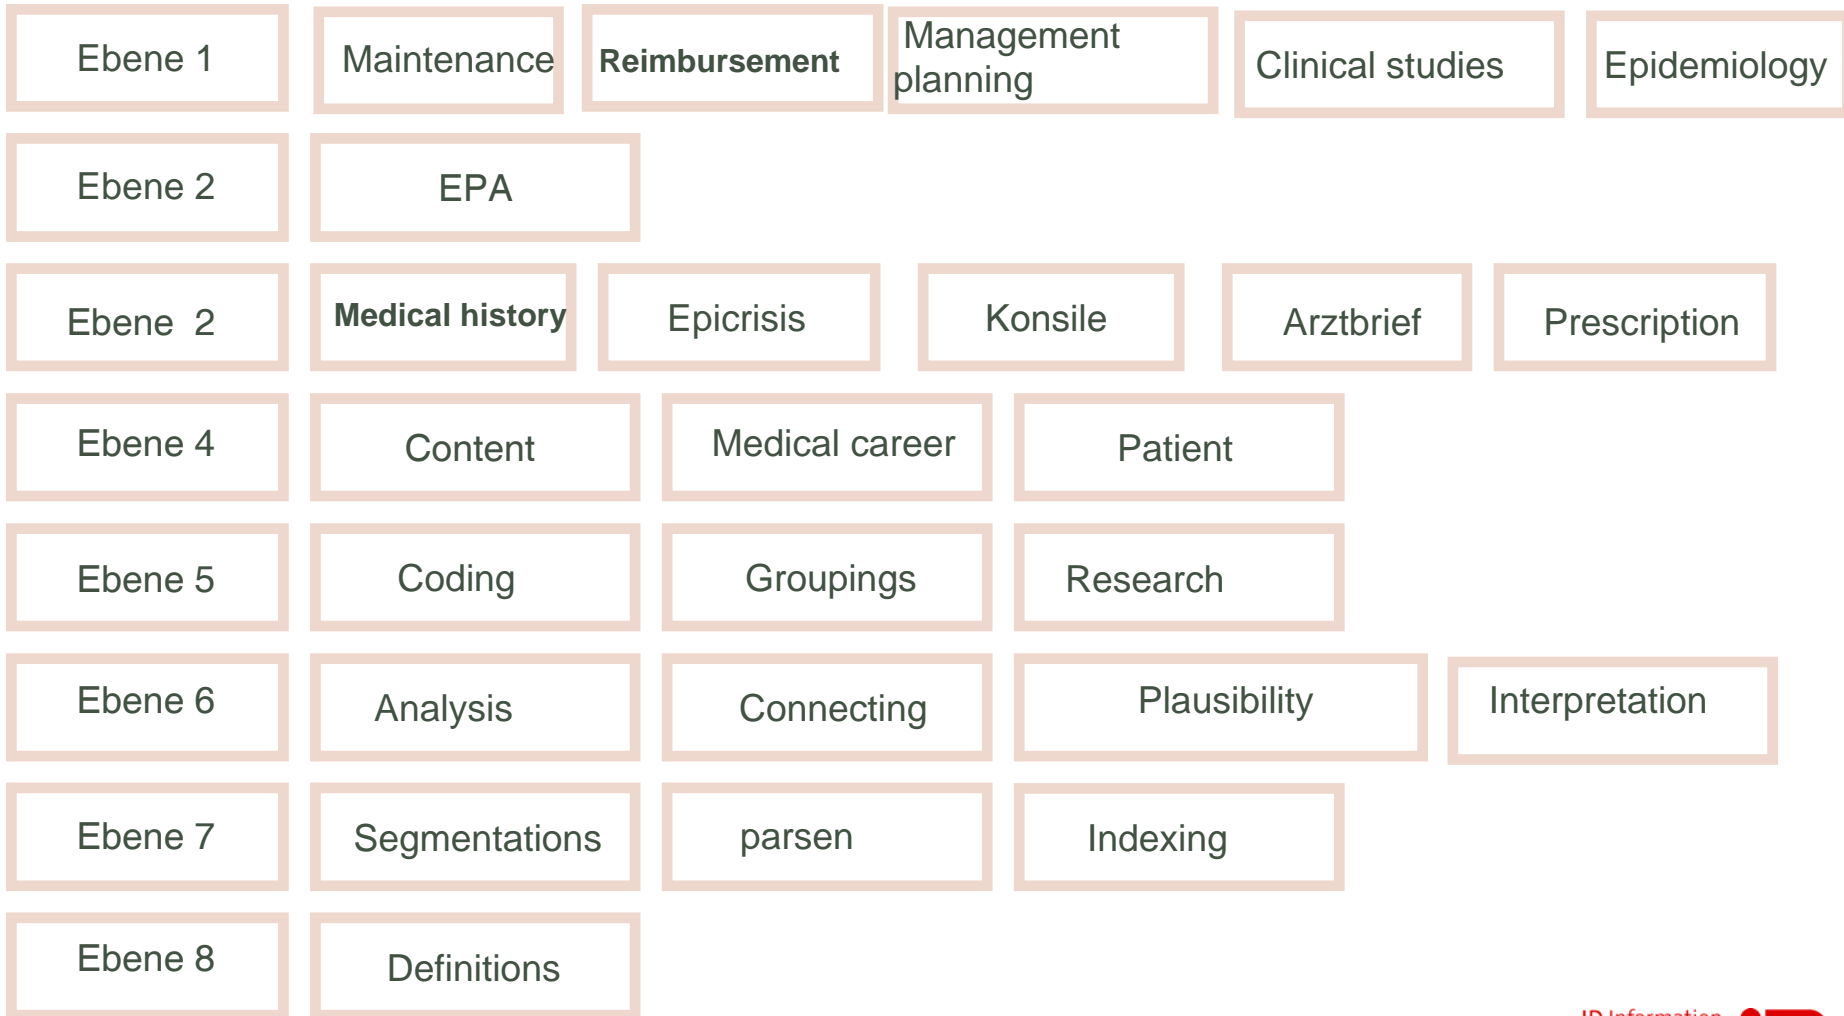 Ebene 1
Maintenance
Reimbursement
Management
planning
Clinical studies
Epidemiology
Ebene 2
EPA
Ebene 2
Medical history
Epicrisis
Konsile
Arztbrief
Prescription
Ebene 4
Content
Medical career
Patient
Ebene 5
Coding
Groupings
Research
Ebene 6
Analysis
Connecting
Plausibility
Interpretation
Ebene 7
Segmentations
parsen
Indexing
Ebene 8
Definitions
ID Information